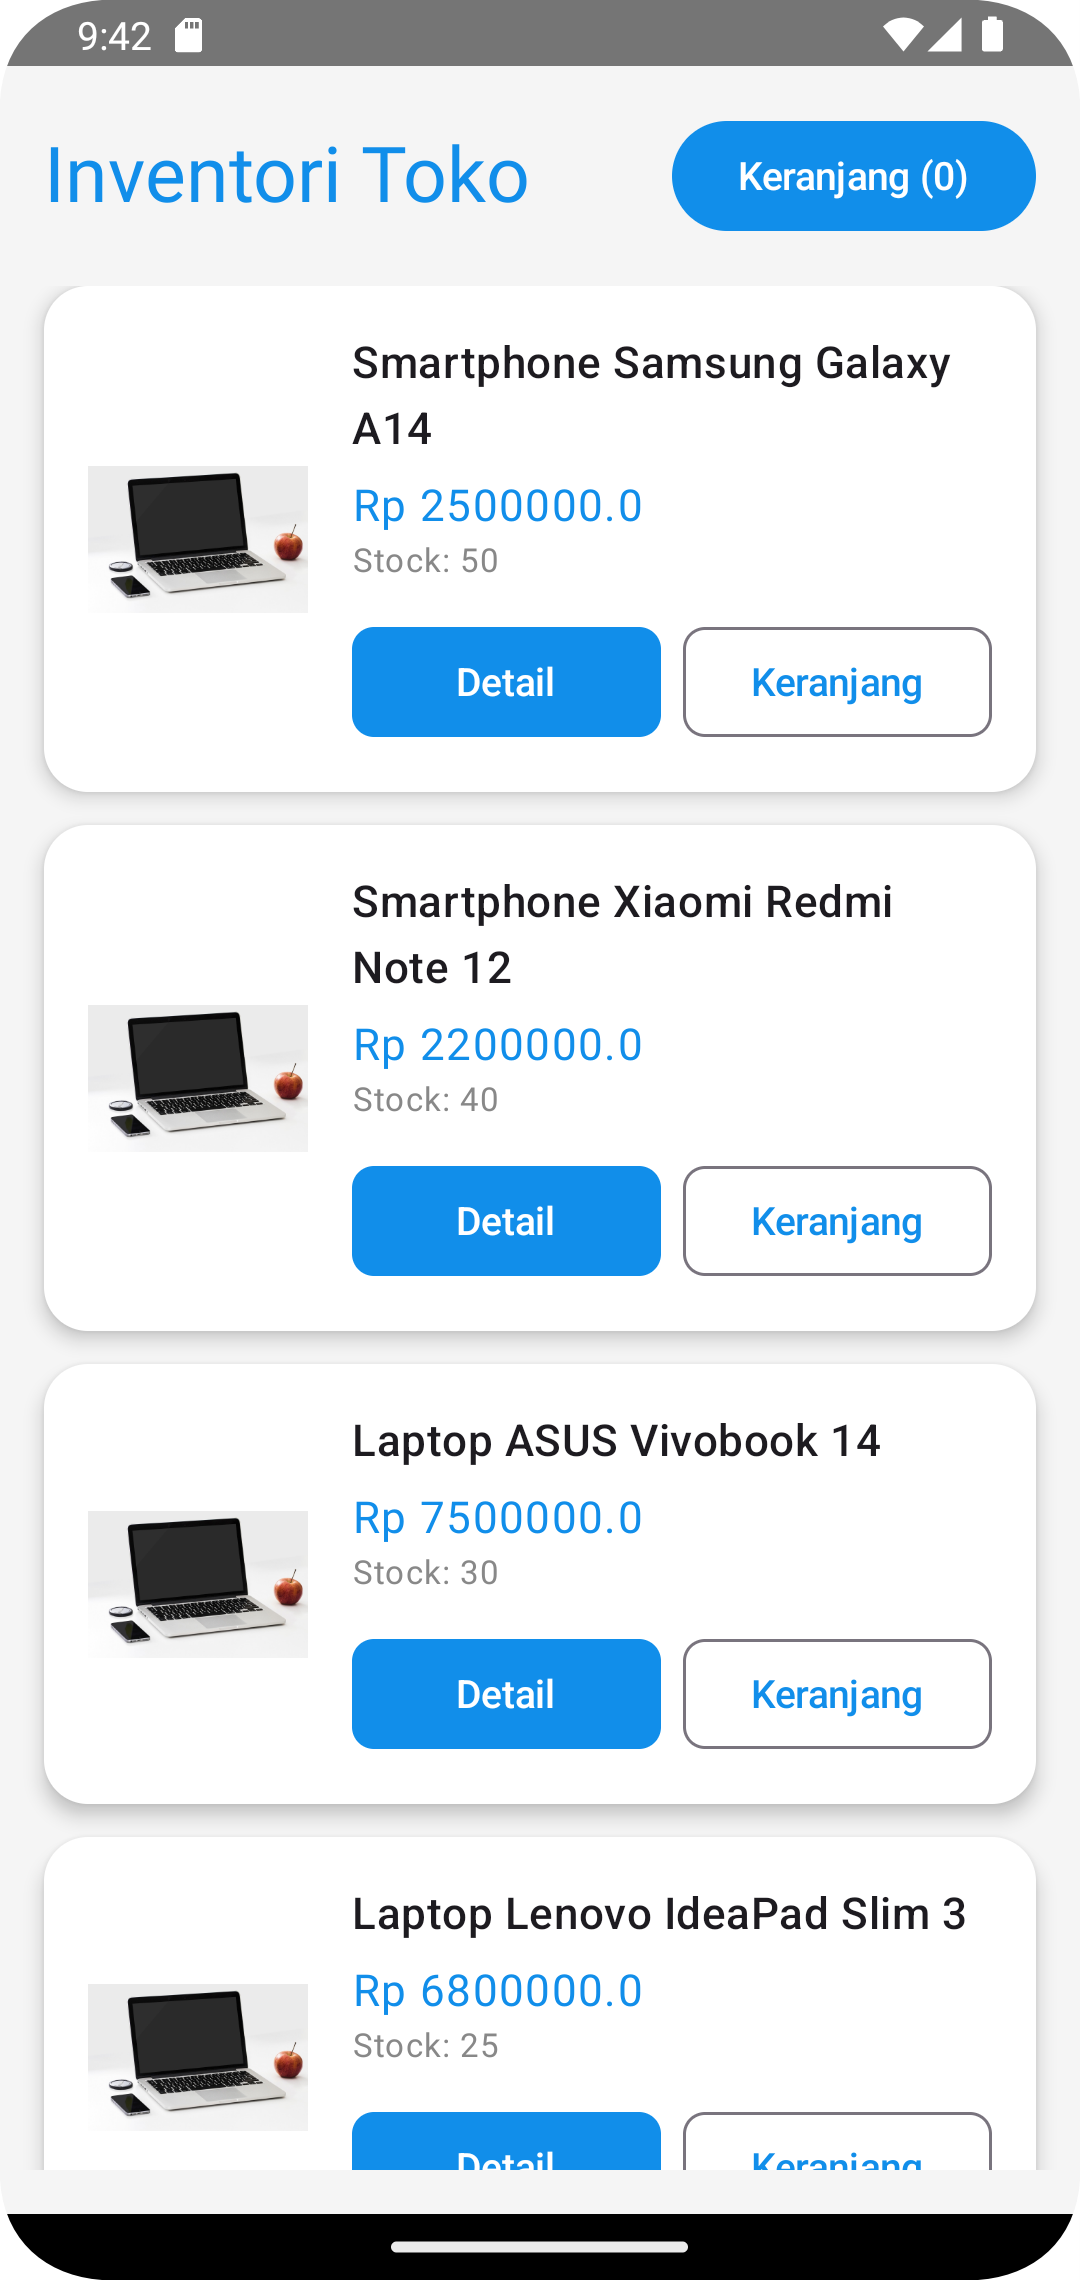 9:42
Inventori Toko
Keranjang (0)
Smartphone Samsung Galaxy
A14
Rp 2500000.0
Stock: 50
Detail
Keranjang
Smartphone Xiaomi Redmi
Note 12
Rp 2200000.0
Stock: 40
Detail
Keranjang
Laptop ASUS Vivobook 14
Rp 7500000.0
Stock: 30
Detail
Keranjang
Laptop Lenovo IdeaPad Slim 3
Rp 6800000.0
Stock: 25
Detail
Keranjang